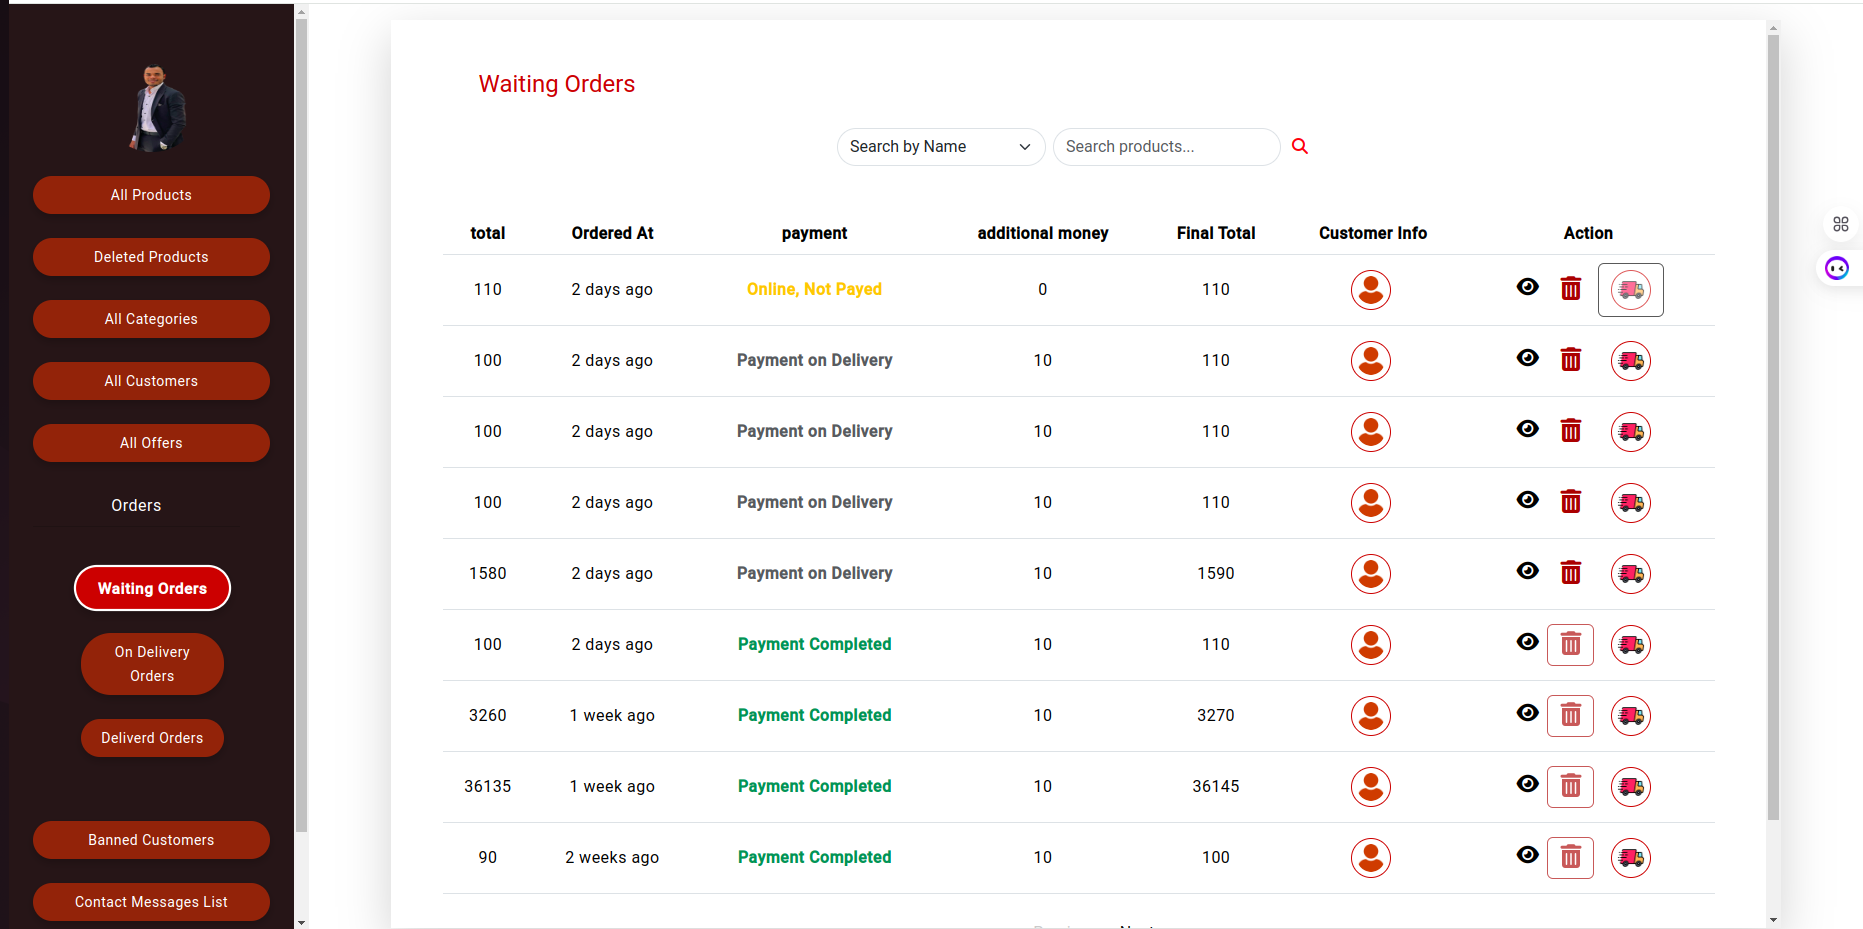 All Products
Deleted Products
All Categories
All Customers
All Offers
Orders
Waiting Orders
On Delivery
Orders
Deliverd Orders
Banned Customers
Contact Messages List
Waiting Orders
Search by Name Search products...
total Ordered At payment additional money Final Total Customer Info Action
110 2 days ago Online, Not Payed 0 110
100 2 days ago Payment on Delivery 10 110
100 2 days ago Payment on Delivery 10 110
100 2 days ago Payment on Delivery 10 110
1580 2 days ago Payment on Delivery 10 1590
100 2 days ago Payment Completed 10 110
3260 1 week ago Payment Completed 10 3270
36135 1 week ago Payment Completed 10 36145
90 2 weeks ago Payment Completed 10 100